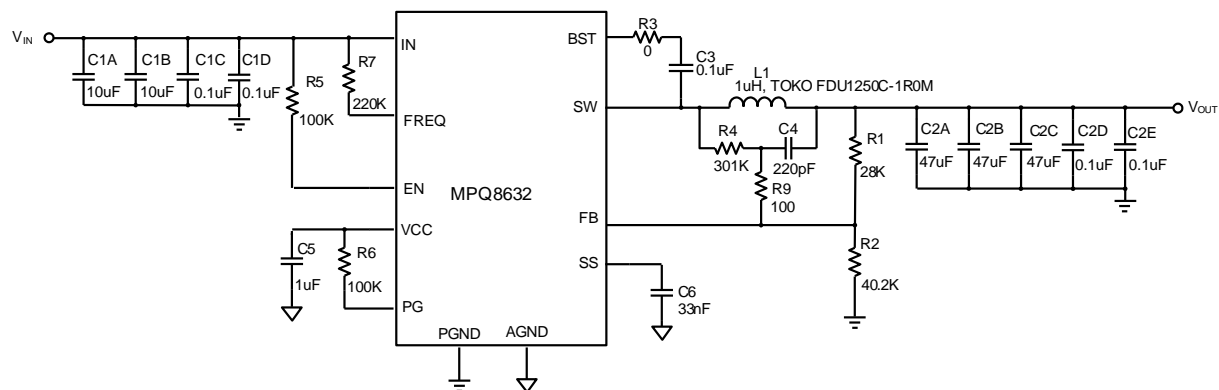 BST
R3
0
C3
0.1uF
L1
1uH, TOKO FDU1250C-1R0M
V_IN
IN
C1A
10uF
C1B
10uF
C1C
0.1uF
C1D
0.1uF
R5
100K
R7
220K
FREQ
SW
V_OUT
R4
301K
C4
220pF
R9
100
R1
28K
C2A
47uF
C2B
47uF
C2C
47uF
C2D
0.1uF
C2E
0.1uF
EN
MPQ8632
FB
VCC
R2
40.2K
C5
1uF
R6
100K
SS
C6
33nF
PG
PGND
AGND